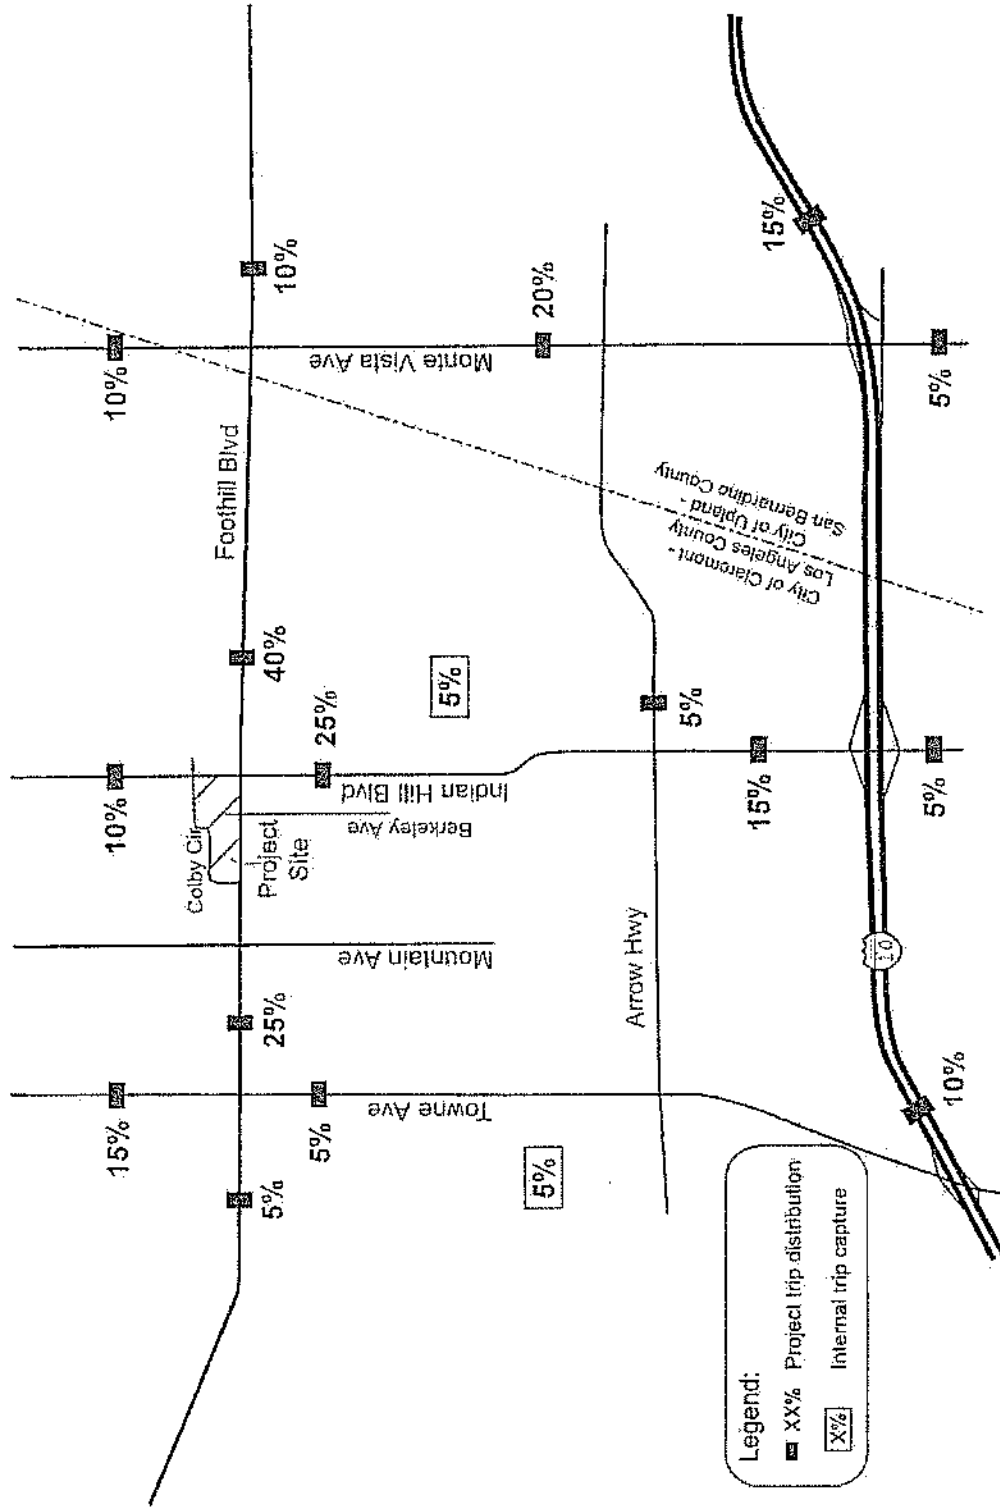 15%
5%
25%
5%
10%
10%
40%
25%
10%
20%
10%
5%
5%
5%
15%
5%
5%
15%
10%
Foothill Blvd
Monte Vista Ave
Indian Hill Blvd
Berkeley Ave
Colby Cir
Project
Site
Mountain Ave
Towne Ave
Arrow Hwy
City of Claremont -
Los Angeles County
City of Upland -
San Bernardino County
10
Legend:
XX% Project trip distribution
X% Internal trip capture